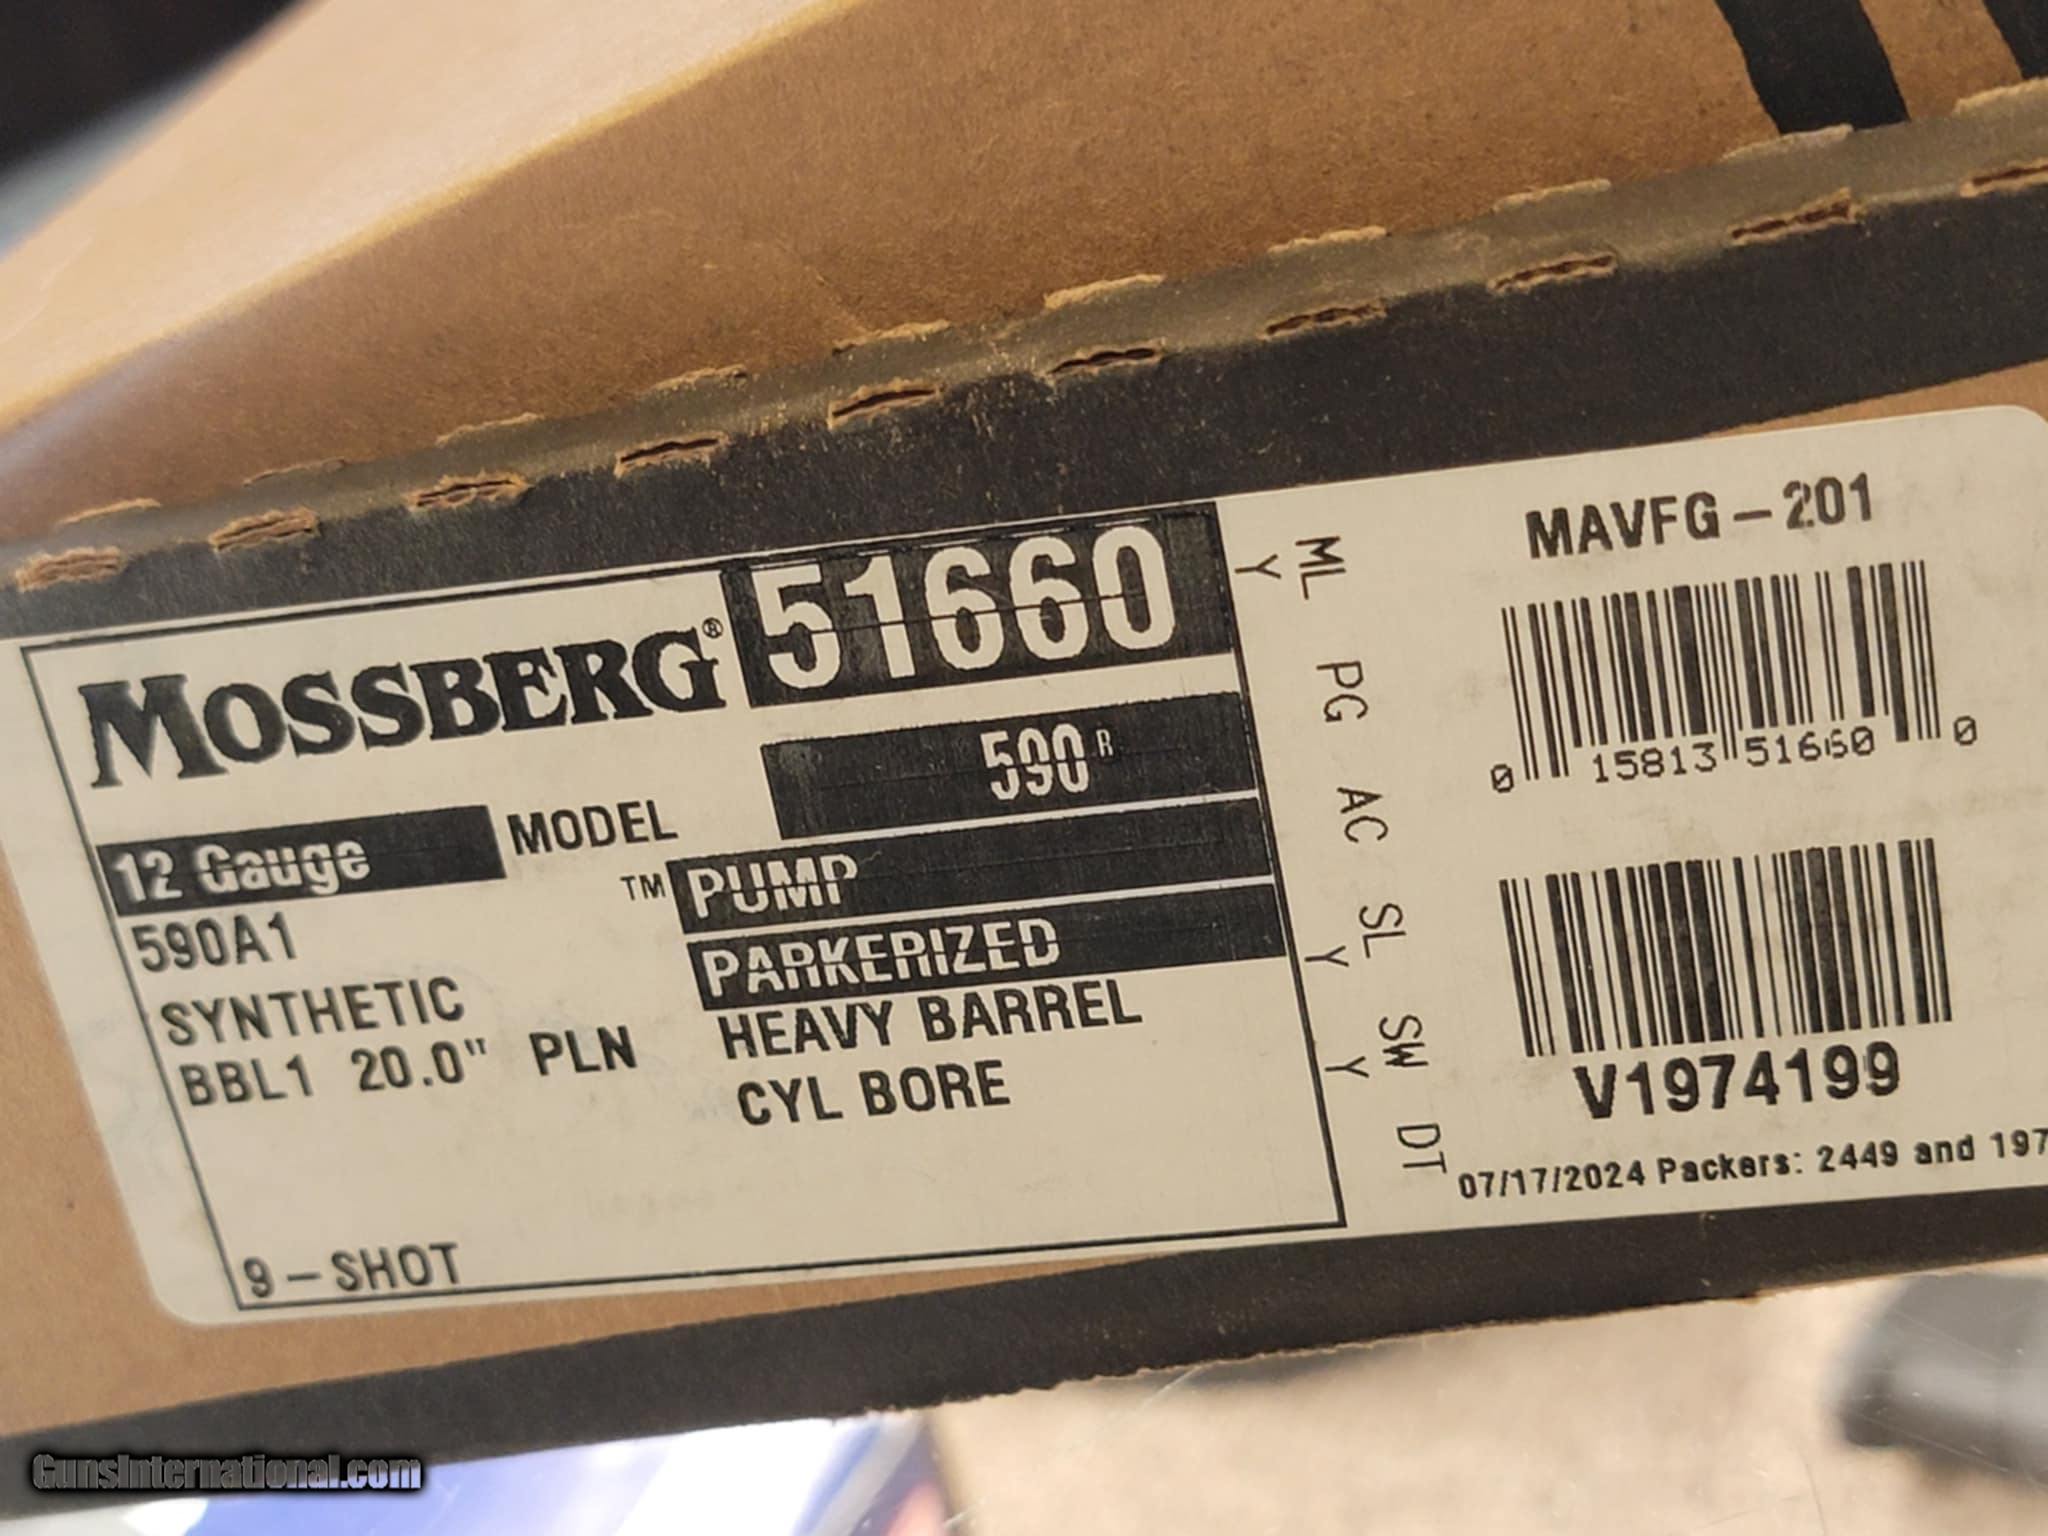 MOSSBERG® 51660
590 R
12 Gauge MODEL
590A1 ™ PUMP
PARKERIZED
SYNTHETIC HEAVY BARREL
BBL1 20.0" PLN CYL BORE
9-SHOT
ML PG AC SL SW DT
Y Y Y
MAVFG-201
0 15813 51660 0
V1974199
07/17/2024 Packers: 2449 and 197
GunsInternational.com